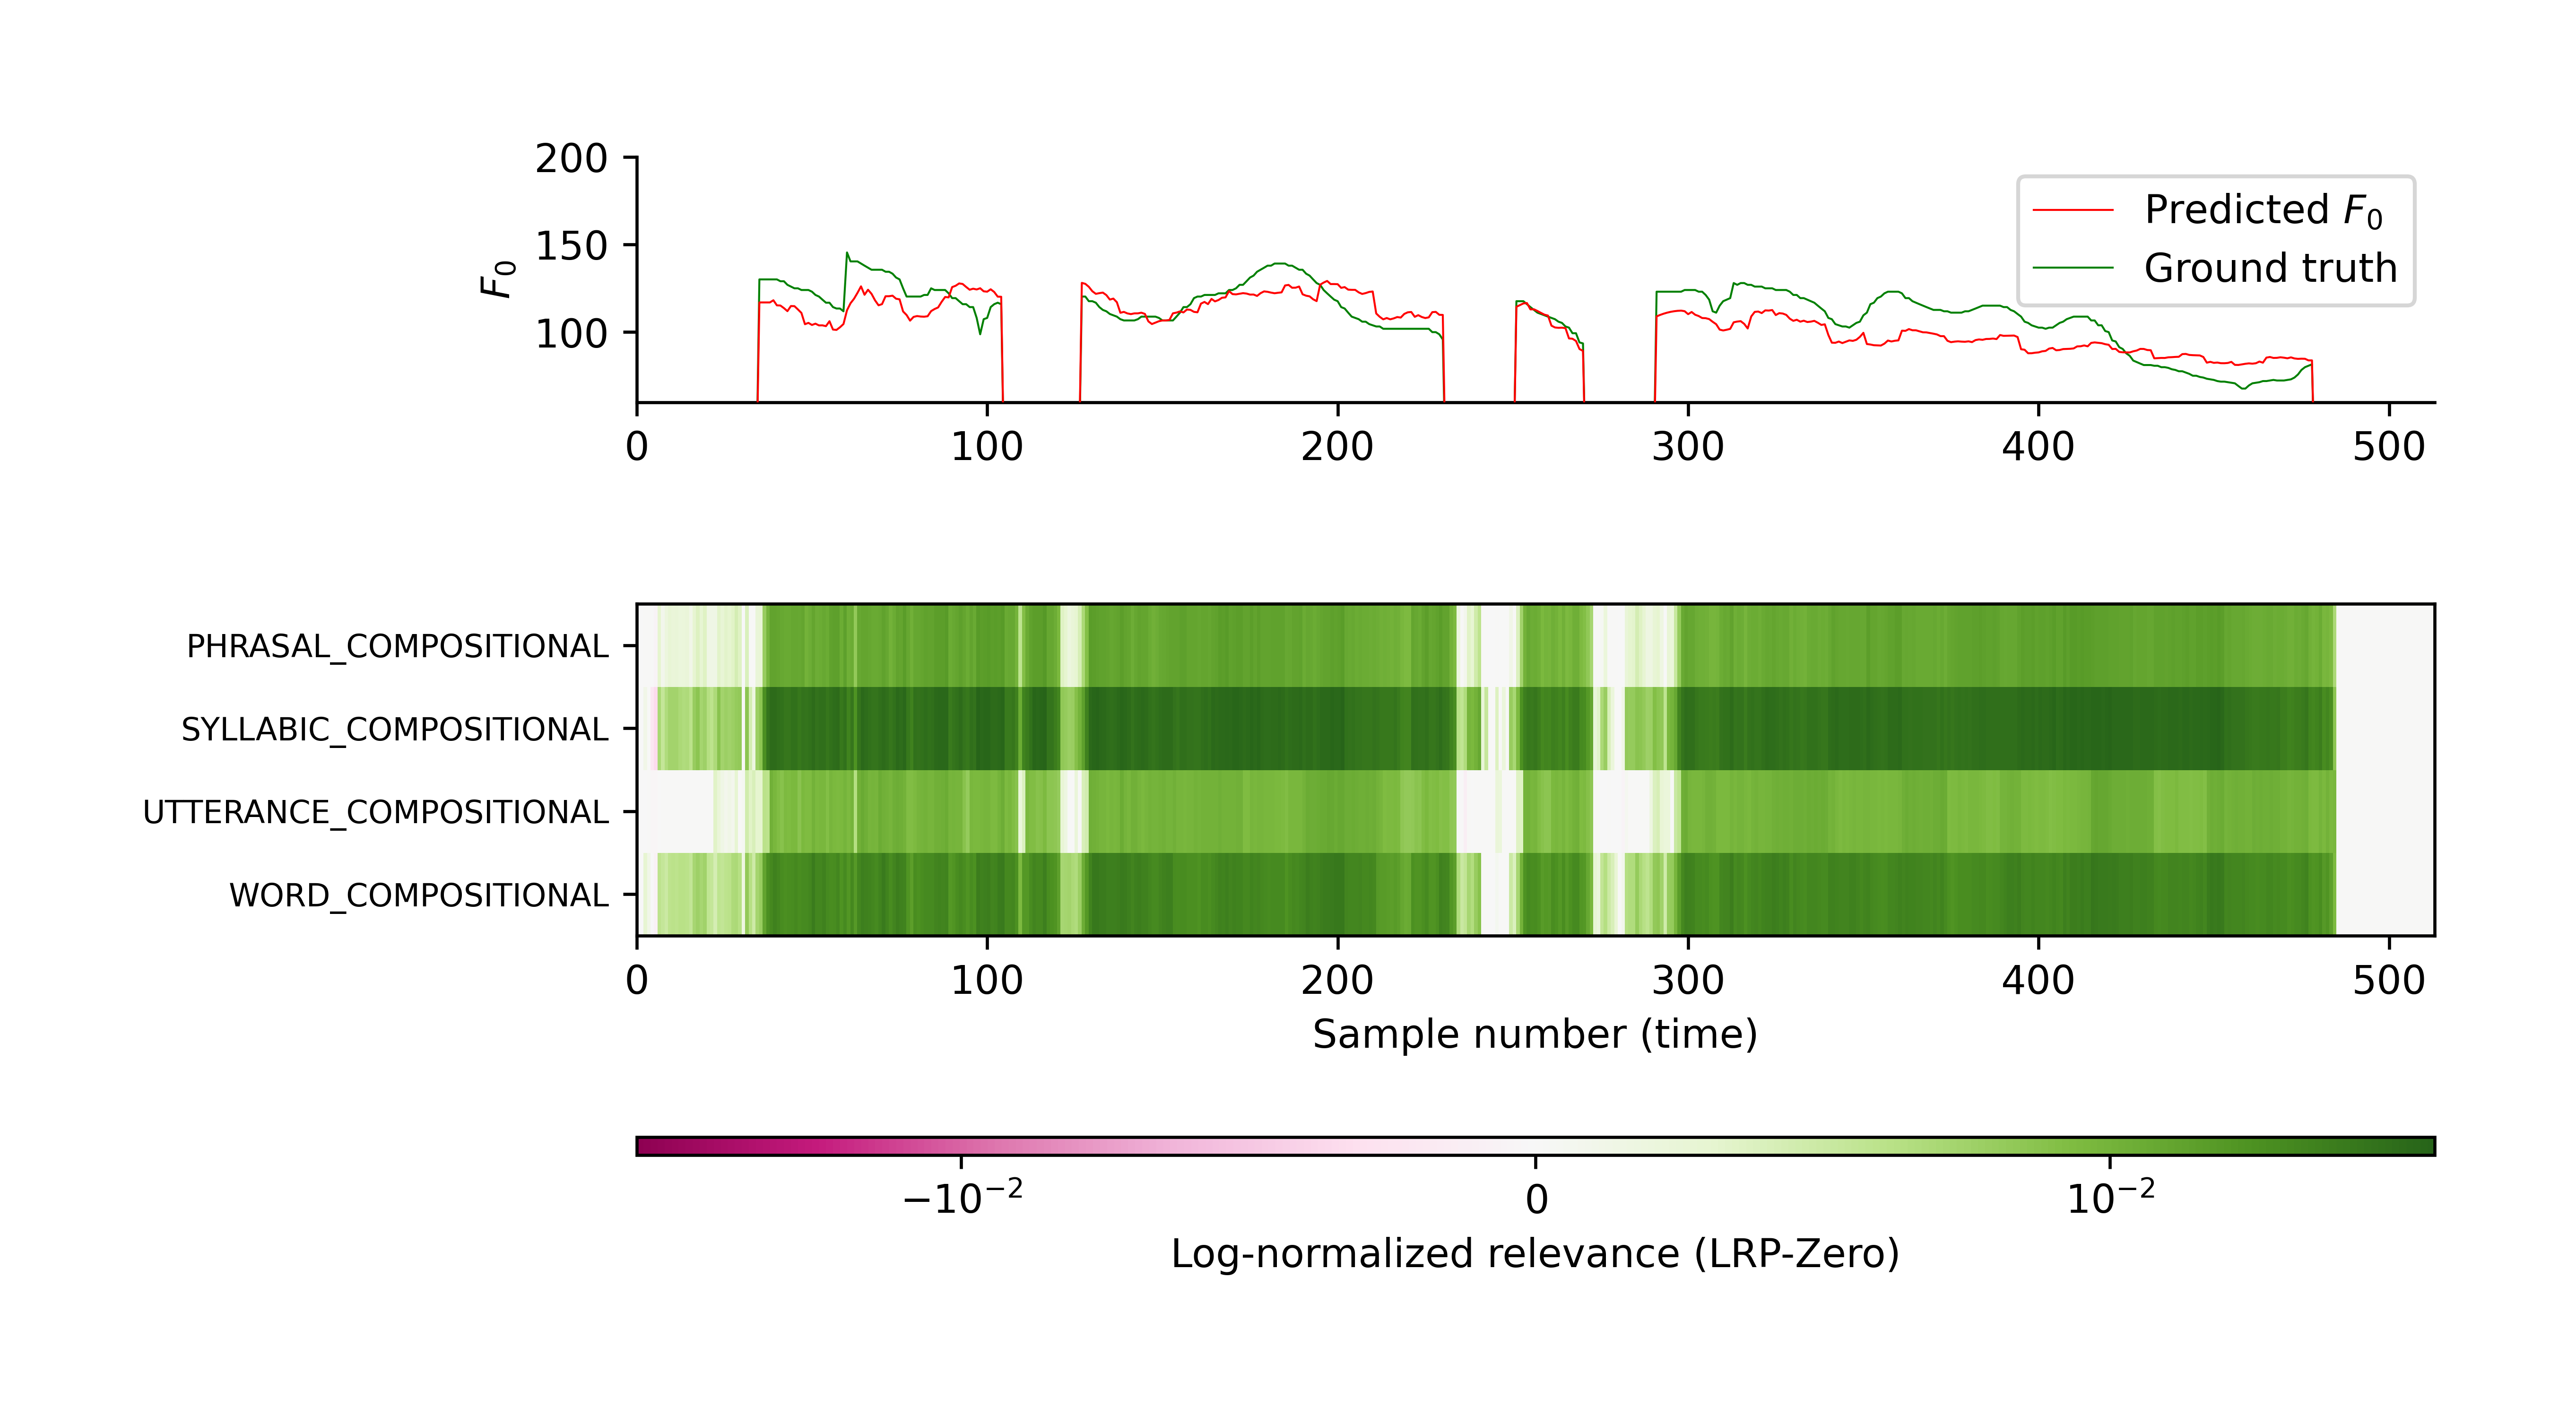 200
150
100
F₀
Predicted F₀
Ground truth
0 100 200 300 400 500
PHRASAL_COMPOSITIONAL
SYLLABIC_COMPOSITIONAL
UTTERANCE_COMPOSITIONAL
WORD_COMPOSITIONAL
0 100 200 300 400 500
Sample number (time)
−10⁻² 0 10⁻²
Log-normalized relevance (LRP-Zero)